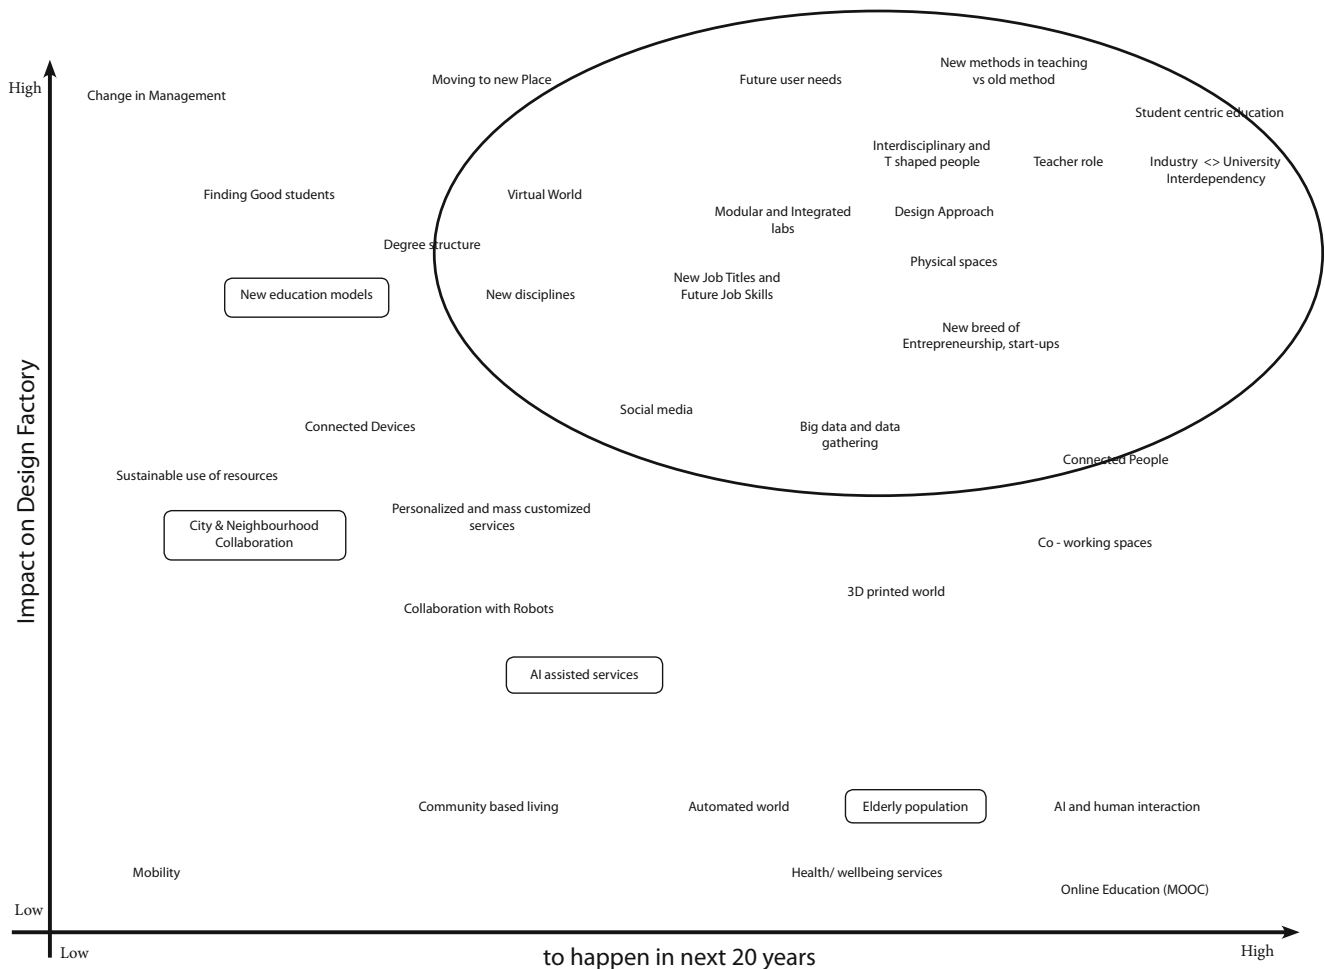 New methods in teaching
vs old method
Moving to new Place
Future user needs
High
Change in Management
Student centric education
Interdisciplinary and
T shaped people
Teacher role
Industry <> University
Interdependency
Finding Good students
Virtual World
Modular and Integrated
labs
Design Approach
Degree structure
Physical spaces
New education models
New disciplines
New Job Titles and
Future Job Skills
New breed of
Entrepreneurship, start-ups
Impact on Design Factory
Social media
Connected Devices
Big data and data
gathering
Connected People
Sustainable use of resources
Personalized and mass customized
services
City & Neighbourhood
Collaboration
Co - working spaces
3D printed world
Collaboration with Robots
AI assisted services
Community based living
Automated world
Elderly population
AI and human interaction
Mobility
Health/ wellbeing services
Online Education (MOOC)
Low
Low
to happen in next 20 years
High